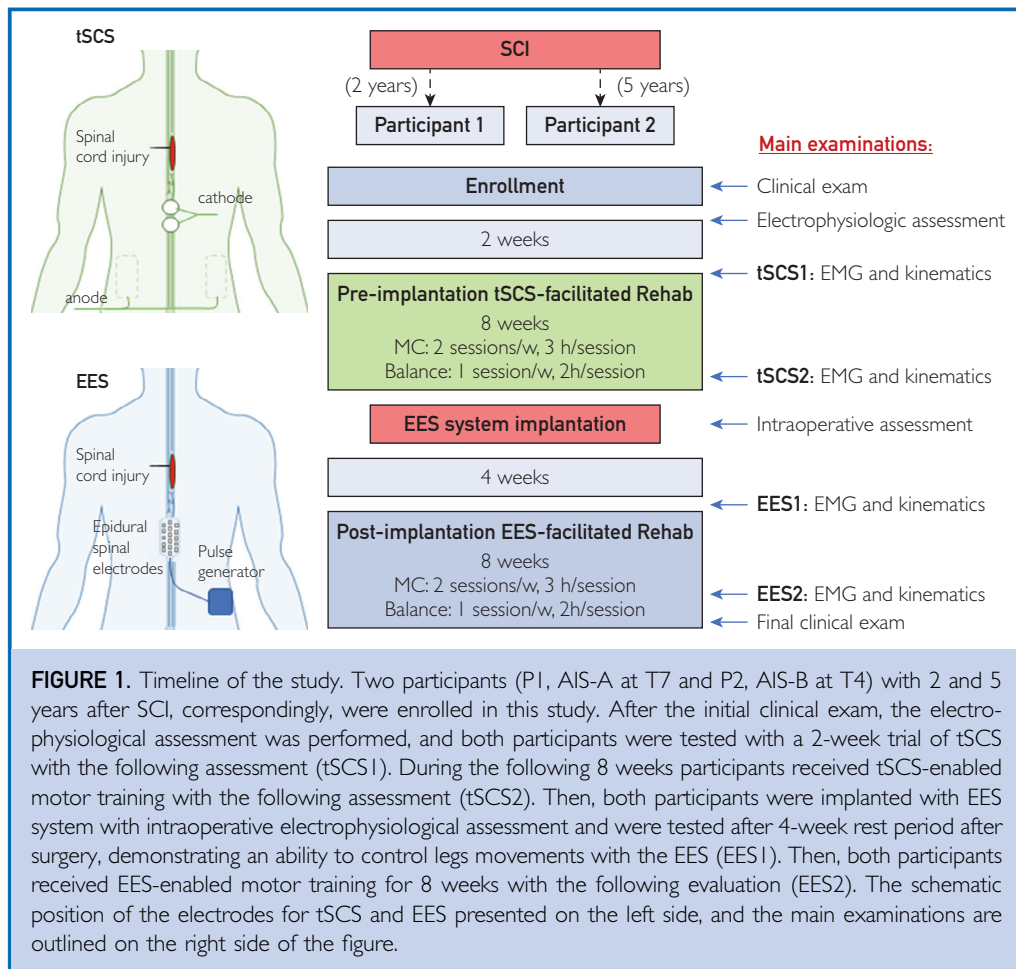 tSCS
Spinal
cord injury
cathode
anode
EES
Spinal
cord injury
Epidural
spinal
electrodes
Pulse
generator
SCI
(2 years)
(5 years)
Participant 1
Participant 2
Enrollment
2 weeks
Pre-implantation tSCS-facilitated Rehab
8 weeks
MC: 2 sessions/w, 3 h/session
Balance: 1 session/w, 2h/session
EES system implantation
4 weeks
Post-implantation EES-facilitated Rehab
8 weeks
MC: 2 sessions/w, 3 h/session
Balance: 1 session/w, 2h/session
Main examinations:
Clinical exam
Electrophysiologic assessment
tSCS1: EMG and kinematics
tSCS2: EMG and kinematics
Intraoperative assessment
EES1: EMG and kinematics
EES2: EMG and kinematics
Final clinical exam
FIGURE 1. Timeline of the study. Two participants (P1, AIS-A at T7 and P2, AIS-B at T4) with 2 and 5
years after SCI, correspondingly, were enrolled in this study. After the initial clinical exam, the electro-
physiological assessment was performed, and both participants were tested with a 2-week trial of tSCS
with the following assessment (tSCS1). During the following 8 weeks participants received tSCS-enabled
motor training with the following assessment (tSCS2). Then, both participants were implanted with EES
system with intraoperative electrophysiological assessment and were tested after 4-week rest period after
surgery, demonstrating an ability to control legs movements with the EES (EES1). Then, both participants
received EES-enabled motor training for 8 weeks with the following evaluation (EES2). The schematic
position of the electrodes for tSCS and EES presented on the left side, and the main examinations are
outlined on the right side of the figure.